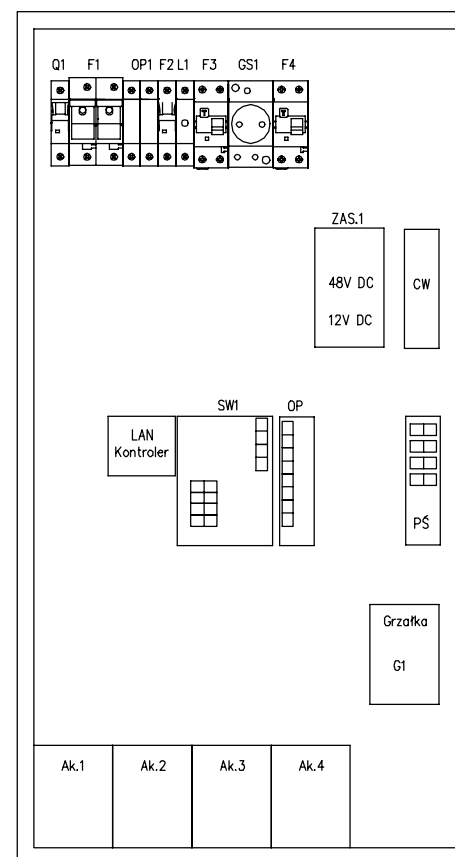 Q1 F1 OP1 F2 L1 F3 GS1 F4
ZAS.1
48V DC
12V DC
CW
SW1
OP
LAN
Kontroler
PŚ
Grzałka
G1
Ak.1 Ak.2 Ak.3 Ak.4